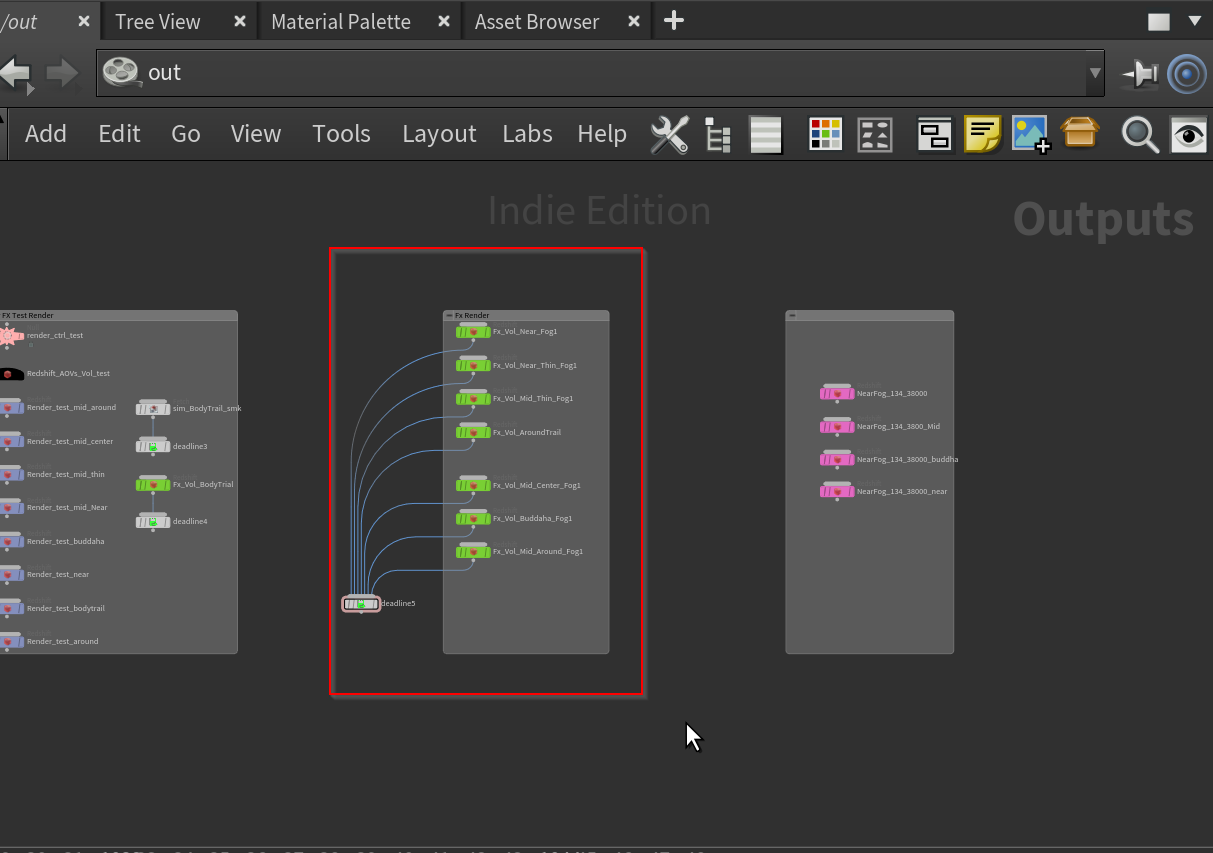 /out
Tree View
Material Palette
Asset Browser
out
Add Edit Go View Tools Layout Labs Help
Indie Edition
Outputs
FX Test Render
render_ctrl_test
Redshift_AOVs_Vol_test
Render_test_mid_around
Render_test_mid_center
Render_test_mid_thin
Render_test_mid_Near
Render_test_buddaha
Render_test_near
Render_test_bodytrail
Render_test_around
sim_BodyTrail_smk
deadline3
Fx_Vol_BodyTrial
deadline4
Fx Render
Fx_Vol_Near_Fog1
Fx_Vol_Near_Thin_Fog1
Fx_Vol_Mid_Thin_Fog1
Fx_Vol_AroundTrail
Fx_Vol_Mid_Center_Fog1
Fx_Vol_Buddaha_Fog1
Fx_Vol_Mid_Around_Fog1
deadline5
NearFog_134_38000
NearFog_134_3800_Mid
NearFog_134_38000_buddha
NearFog_134_38000_near